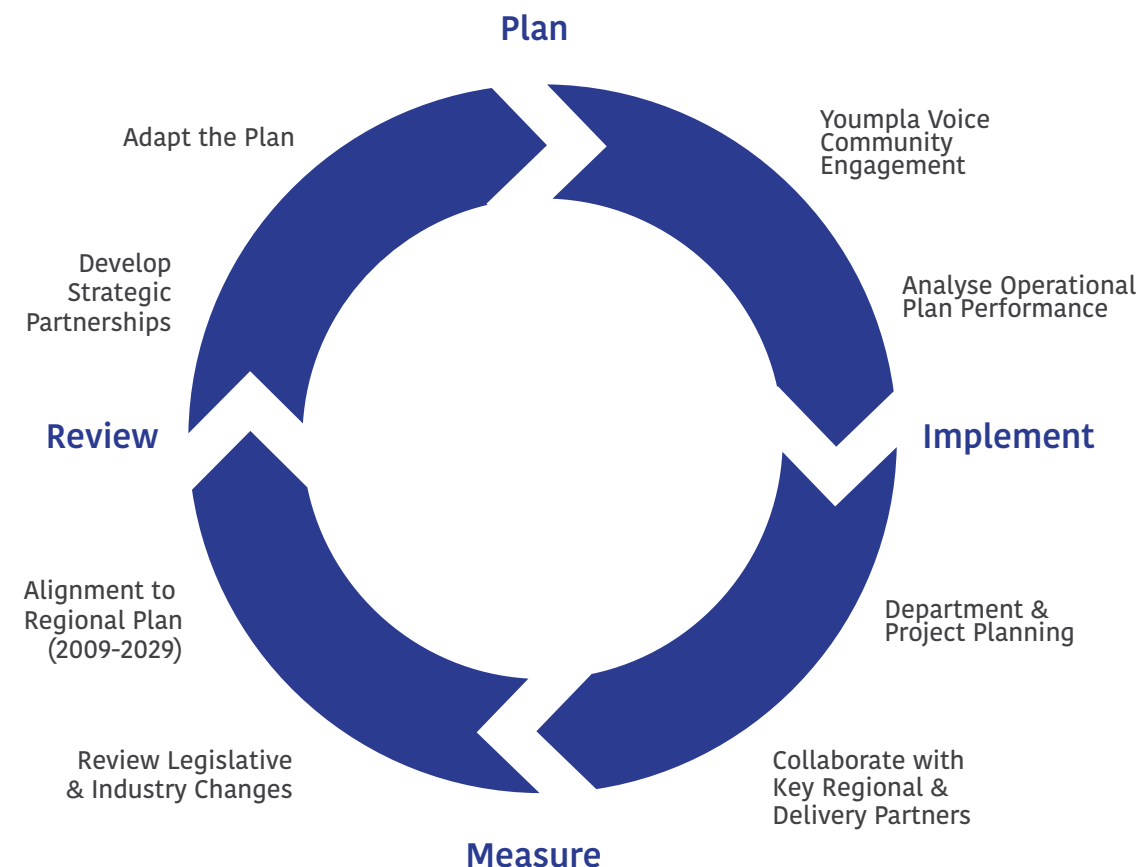 Plan
Youmpla Voice
Community
Engagement
Analyse Operational
Plan Performance
Implement
Department &
Project Planning
Collaborate with
Key Regional &
Delivery Partners
Measure
Review Legislative
& Industry Changes
Alignment to
Regional Plan
(2009-2029)
Review
Develop
Strategic
Partnerships
Adapt the Plan